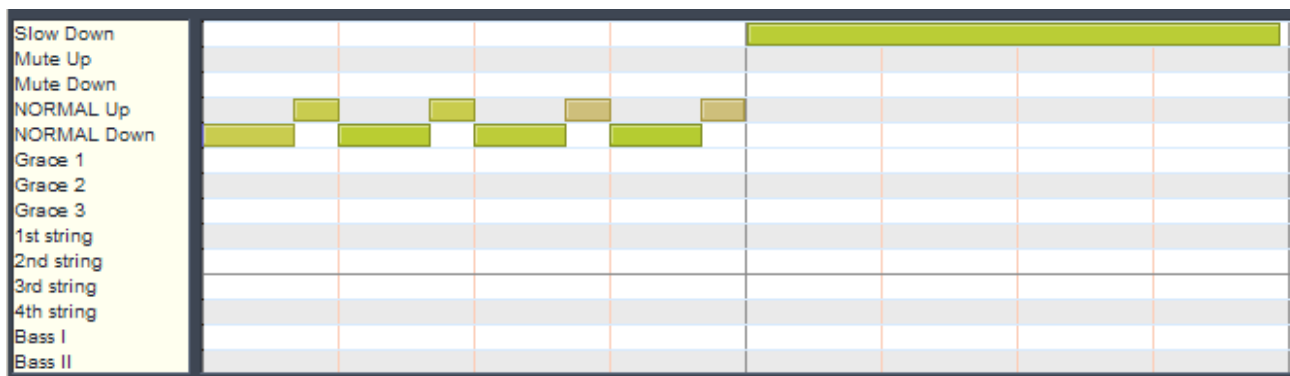 Slow Down
Mute Up
Mute Down
NORMAL Up
NORMAL Down
Grace 1
Grace 2
Grace 3
1st string
2nd string
3rd string
4th string
Bass I
Bass II